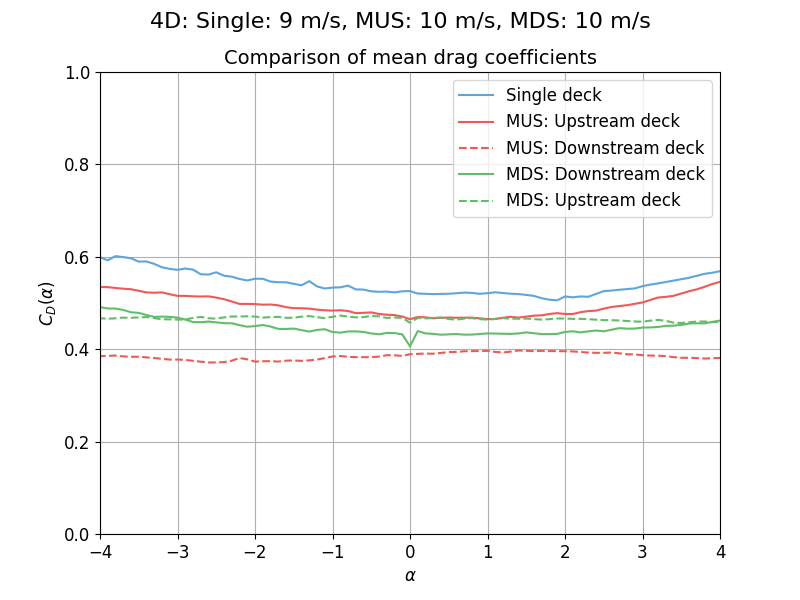 4D: Single: 9 m/s, MUS: 10 m/s, MDS: 10 m/s
Comparison of mean drag coefficients
Single deck
MUS: Upstream deck
MUS: Downstream deck
MDS: Downstream deck
MDS: Upstream deck
1.0
0.8
0.6
0.4
0.2
0.0
C_D(α)
−4 −3 −2 −1 0 1 2 3 4
α